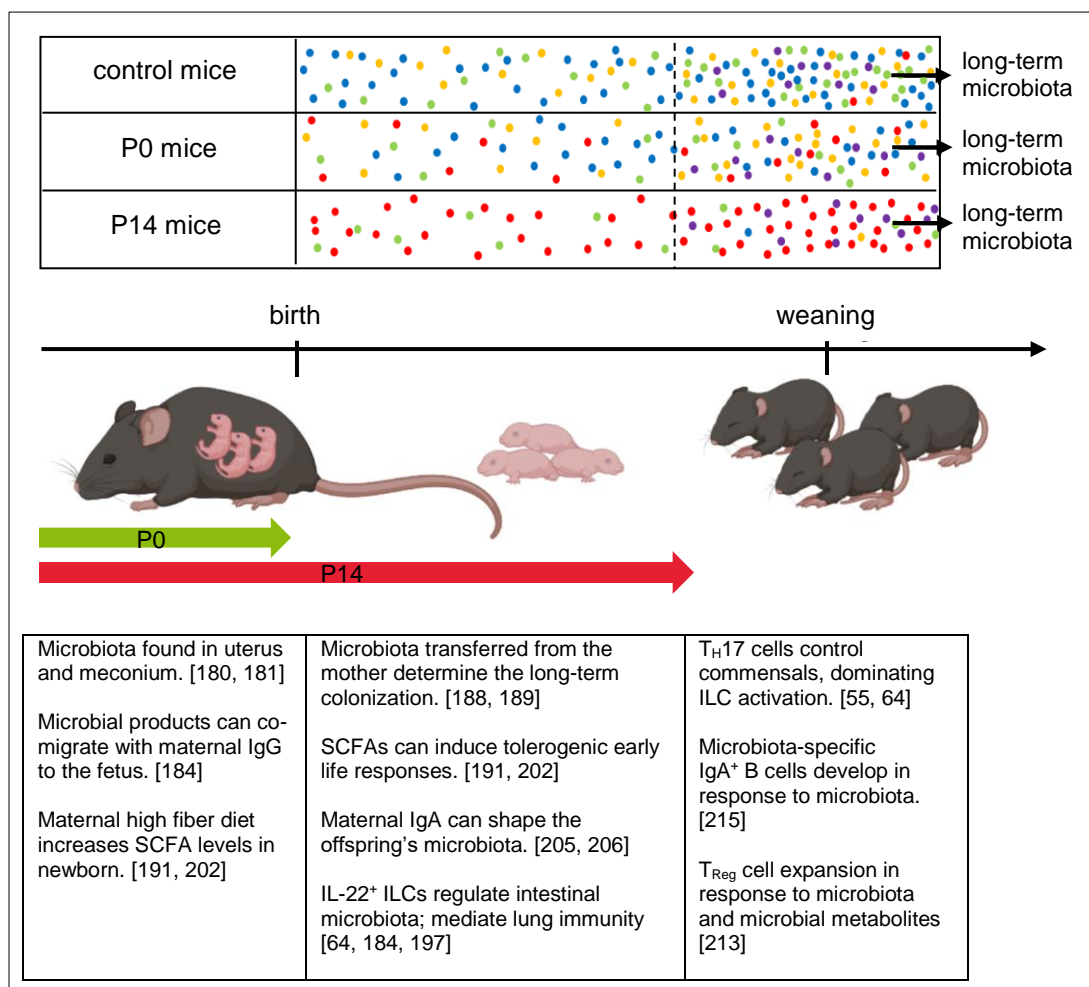 control mice
long-term
microbiota
P0 mice
long-term
microbiota
P14 mice
long-term
microbiota
birth
weaning
P0
P14
Microbiota found in uterus
and meconium. [180, 181]
Microbial products can co-
migrate with maternal IgG
to the fetus. [184]
Maternal high fiber diet
increases SCFA levels in
newborn. [191, 202]
Microbiota transferred from the
mother determine the long-term
colonization. [188, 189]
SCFAs can induce tolerogenic early
life responses. [191, 202]
Maternal IgA can shape the
offspring's microbiota. [205, 206]
IL-22⁺ ILCs regulate intestinal
microbiota; mediate lung immunity
[64, 184, 197]
TH17 cells control
commensals, dominating
ILC activation. [55, 64]
Microbiota-specific
IgA⁺ B cells develop in
response to microbiota.
[215]
TReg cell expansion in
response to microbiota
and microbial metabolites
[213]